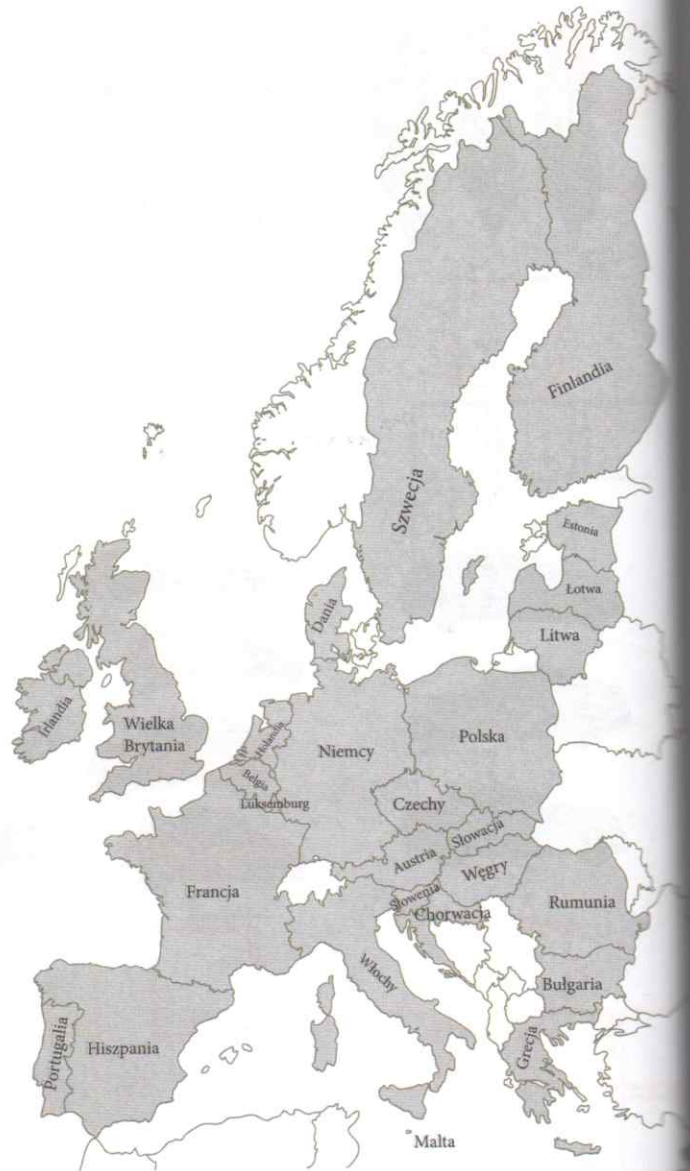 Finlandia
Szwecja
Estonia
Łotwa
Litwa
Dania
Irlandia
Wielka
Brytania
Holandia
Belgia
Luksemburg
Niemcy
Polska
Czechy
Słowacja
Austria
Węgry
Słowenia
Chorwacja
Rumunia
Francja
Włochy
Bułgaria
Grecja
Portugalia
Hiszpania
Malta